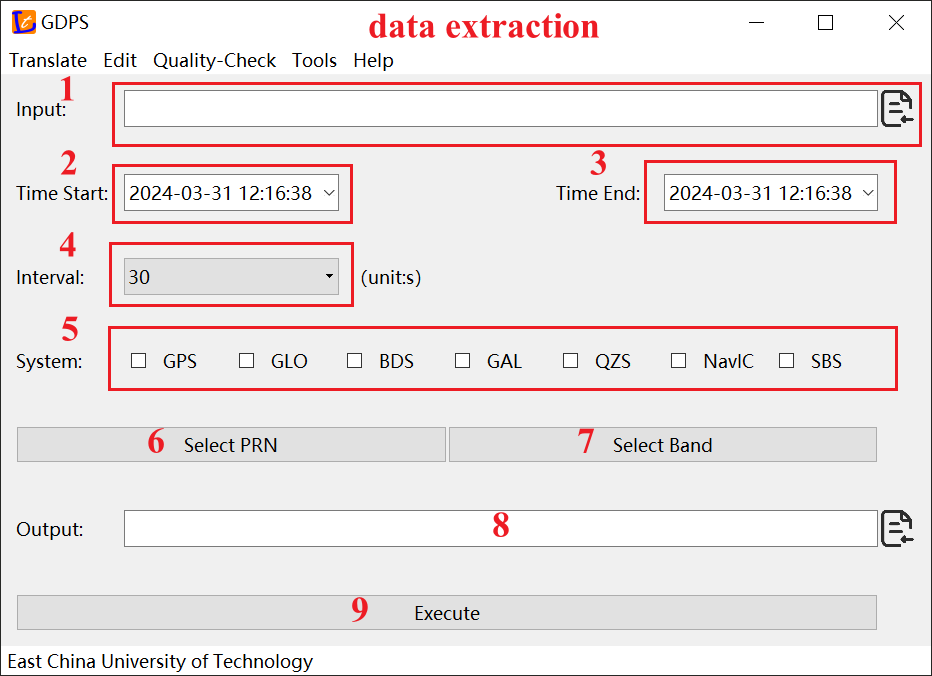 GDPS
data extraction
Translate Edit Quality-Check Tools Help
1
Input:
2
3
Time Start: 2024-03-31 12:16:38 Time End: 2024-03-31 12:16:38
4
Interval: 30 (unit:s)
5
System: GPS GLO BDS GAL QZS NavIC SBS
6 Select PRN 7 Select Band
Output: 8
9 Execute
East China University of Technology